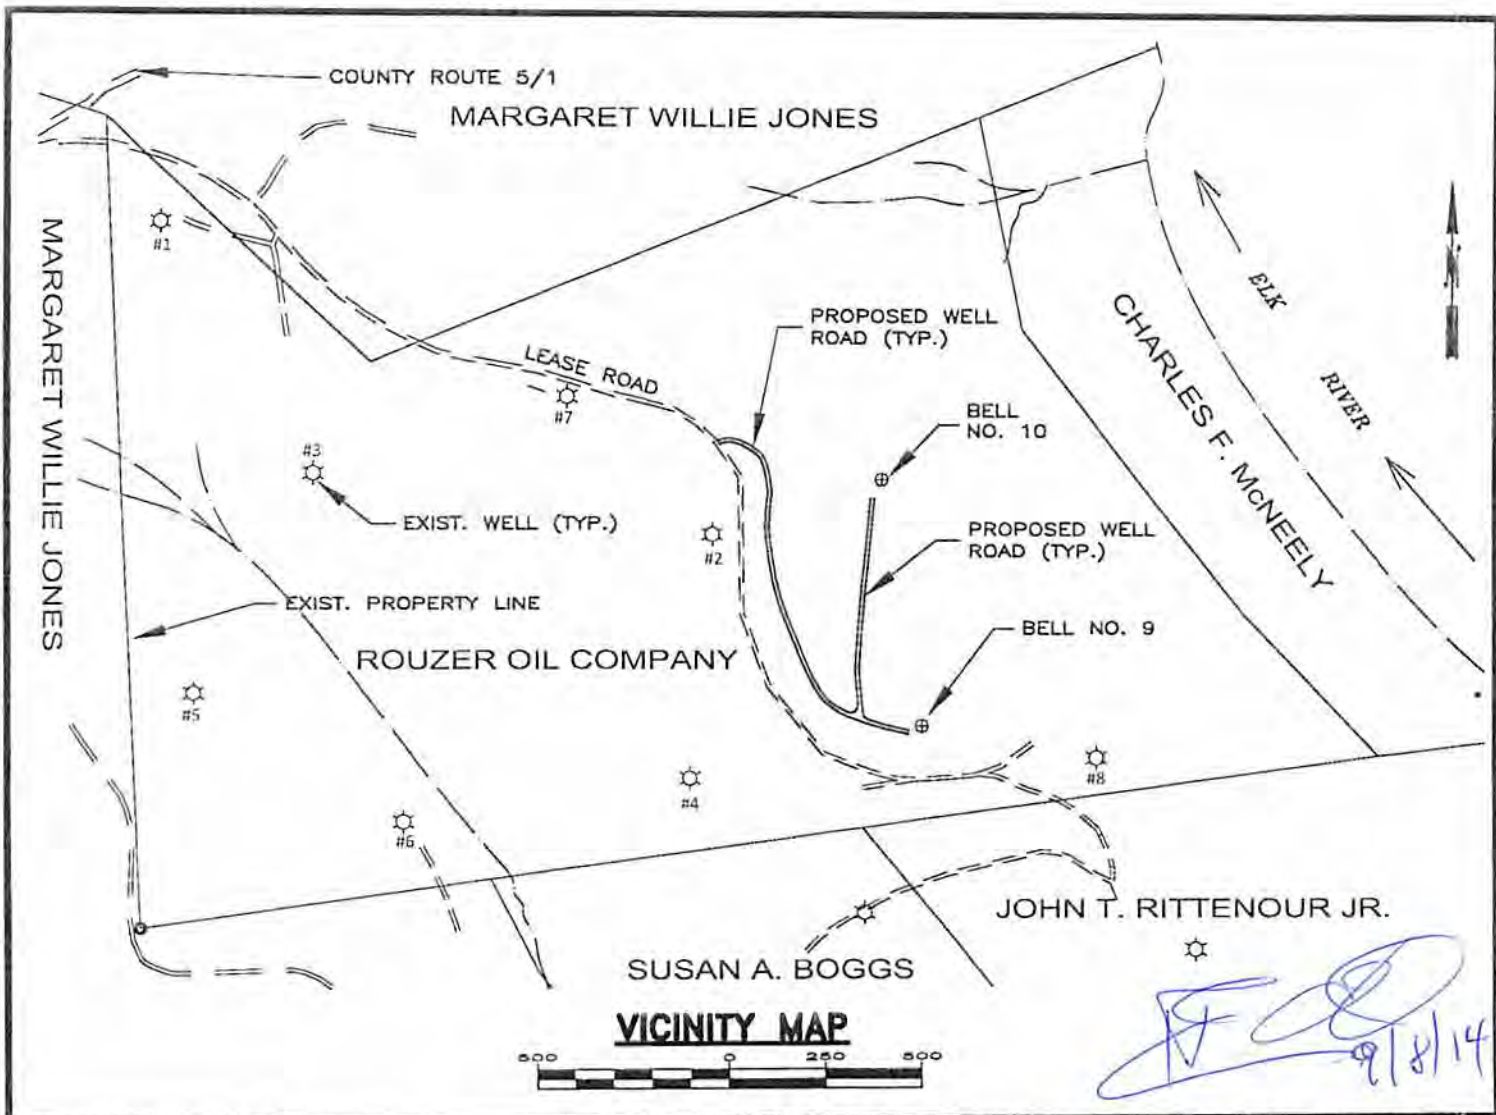 COUNTY ROUTE 5/1
MARGARET WILLIE JONES
MARGARET WILLIE JONES
#1
ELK
RIVER
CHARLES F. McNEELY
PROPOSED WELL
ROAD (TYP.)
LEASE ROAD
#7
BELL
NO. 10
#3
EXIST. WELL (TYP.)
#2
PROPOSED WELL
ROAD (TYP.)
EXIST. PROPERTY LINE
BELL NO. 9
ROUZER OIL COMPANY
#5
#4
#8
#6
JOHN T. RITTENOUR JR.
SUSAN A. BOGGS
VICINITY MAP
500 0 250 500
9/8/14